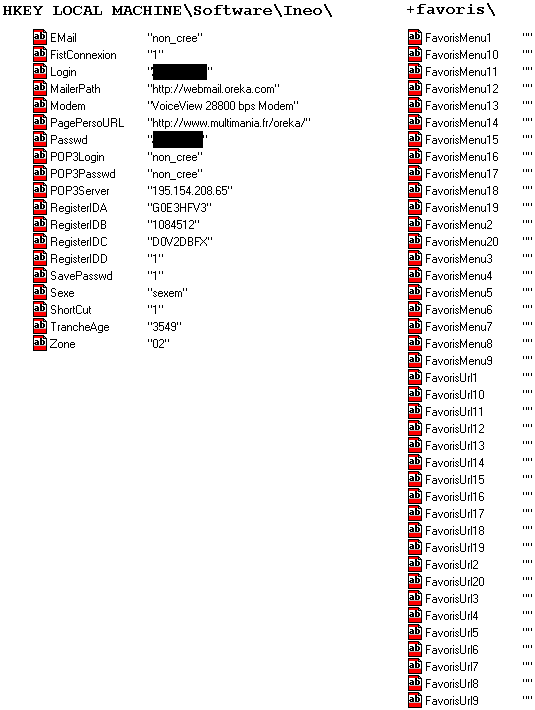 HKEY LOCAL MACHINE\Software\Ineo\
EMail "non_cree"
FistConnexion "1"
Login " "
MailerPath "http://webmail.oreka.com"
Modem "VoiceView 28800 bps Modem"
PagePersoURL "http://www.multimania.fr/oreka/"
Passwd " "
POP3Login "non_cree"
POP3Passwd "non_cree"
POP3Server "195.154.208.65"
RegisterIDA "G0E3HFV3"
RegisterIDB "1084512"
RegisterIDC "D0V2DBFX"
RegisterIDD "1"
SavePasswd "1"
Sexe "sexem"
ShortCut "1"
TrancheAge "3549"
Zone "02"
+favoris\
FavorisMenu1 ""
FavorisMenu10 ""
FavorisMenu11 ""
FavorisMenu12 ""
FavorisMenu13 ""
FavorisMenu14 ""
FavorisMenu15 ""
FavorisMenu16 ""
FavorisMenu17 ""
FavorisMenu18 ""
FavorisMenu19 ""
FavorisMenu2 ""
FavorisMenu20 ""
FavorisMenu3 ""
FavorisMenu4 ""
FavorisMenu5 ""
FavorisMenu6 ""
FavorisMenu7 ""
FavorisMenu8 ""
FavorisMenu9 ""
FavorisUrl1 ""
FavorisUrl10 ""
FavorisUrl11 ""
FavorisUrl12 ""
FavorisUrl13 ""
FavorisUrl14 ""
FavorisUrl15 ""
FavorisUrl16 ""
FavorisUrl17 ""
FavorisUrl18 ""
FavorisUrl19 ""
FavorisUrl2 ""
FavorisUrl20 ""
FavorisUrl3 ""
FavorisUrl4 ""
FavorisUrl5 ""
FavorisUrl6 ""
FavorisUrl7 ""
FavorisUrl8 ""
FavorisUrl9 ""